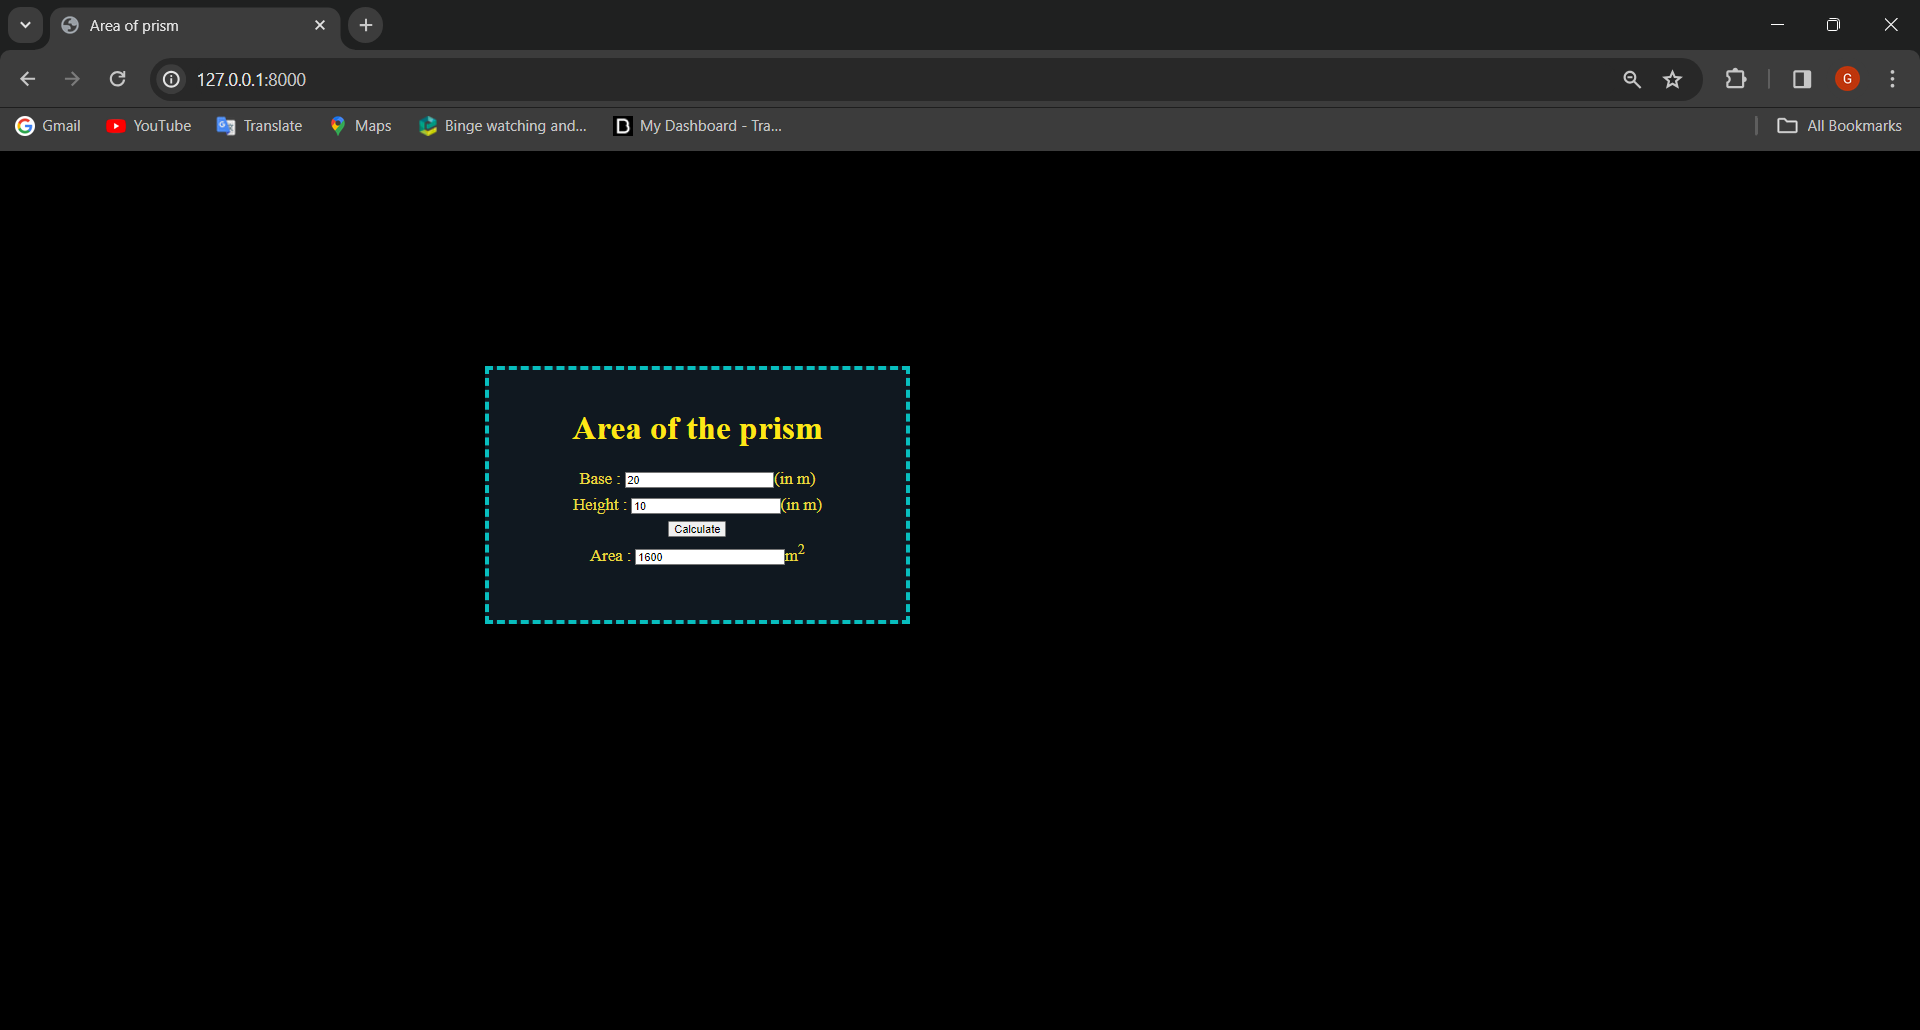 Area of prism
127.0.0.1:8000
G
Gmail
YouTube
Translate
Maps
Binge watching and...
My Dashboard - Tra...
All Bookmarks
Area of the prism
Base : 20 (in m)
Height : 10 (in m)
Calculate
Area : 1600 m²